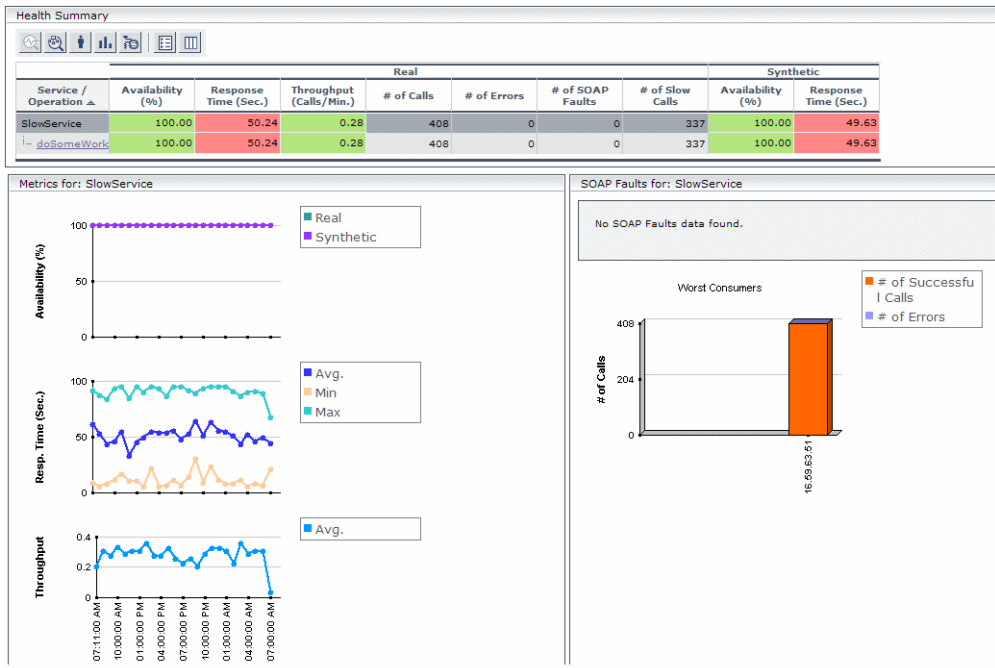 Health Summary
Real Synthetic
Service / Operation Availability (%) Response Time (Sec.) Throughput (Calls/Min.) # of Calls # of Errors # of SOAP Faults # of Slow Calls Availability (%) Response Time (Sec.)
SlowService 100.00 50.24 0.28 408 0 0 337 100.00 49.63
doSomeWork 100.00 50.24 0.28 408 0 0 337 100.00 49.63
Metrics for: SlowService
Availability (%)
100
50
0
Real
Synthetic
Resp. Time (Sec.)
100
50
0
Avg.
Min
Max
Throughput
0.4
0.2
0
Avg.
07:11:00 AM
10:00:00 AM
01:00:00 PM
04:00:00 PM
07:00:00 PM
10:00:00 PM
01:00:00 AM
04:00:00 AM
07:00:00 AM
SOAP Faults for: SlowService
No SOAP Faults data found.
Worst Consumers
# of Calls
408
204
0
16.59.63.51
# of Successfu
l Calls
# of Errors